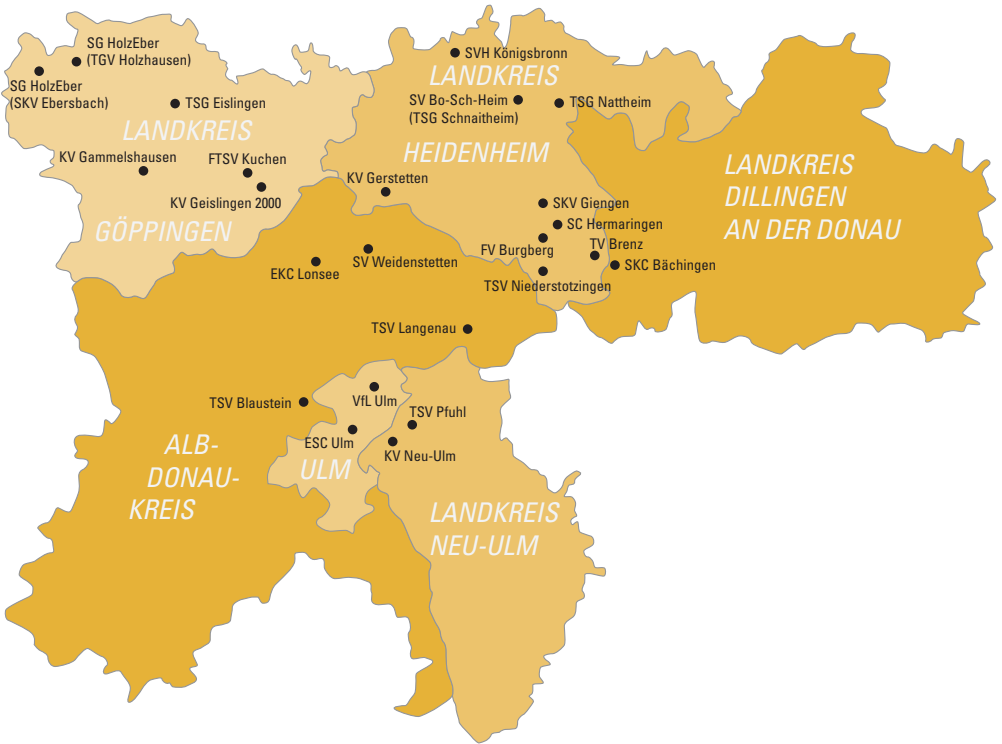 SG HolzEber
(TGV Holzhausen)
SG HolzEber
(SKV Ebersbach)
TSG Eislingen
LANDKREIS
GÖPPINGEN
KV Gammelshausen
FTSV Kuchen
KV Geislingen 2000
SVH Königsbronn
LANDKREIS
HEIDENHEIM
SV Bo-Sch-Heim
(TSG Schnaitheim)
TSG Nattheim
KV Gerstetten
SKV Giengen
SC Hermaringen
FV Burgberg
TV Brenz
TSV Niederstotzingen
SKC Bächingen
LANDKREIS
DILLINGEN
AN DER DONAU
SV Weidenstetten
EKC Lonsee
TSV Langenau
TSV Blaustein
VfL Ulm
ESC Ulm
ULM
TSV Pfuhl
KV Neu-Ulm
ALB-
DONAU-
KREIS
LANDKREIS
NEU-ULM